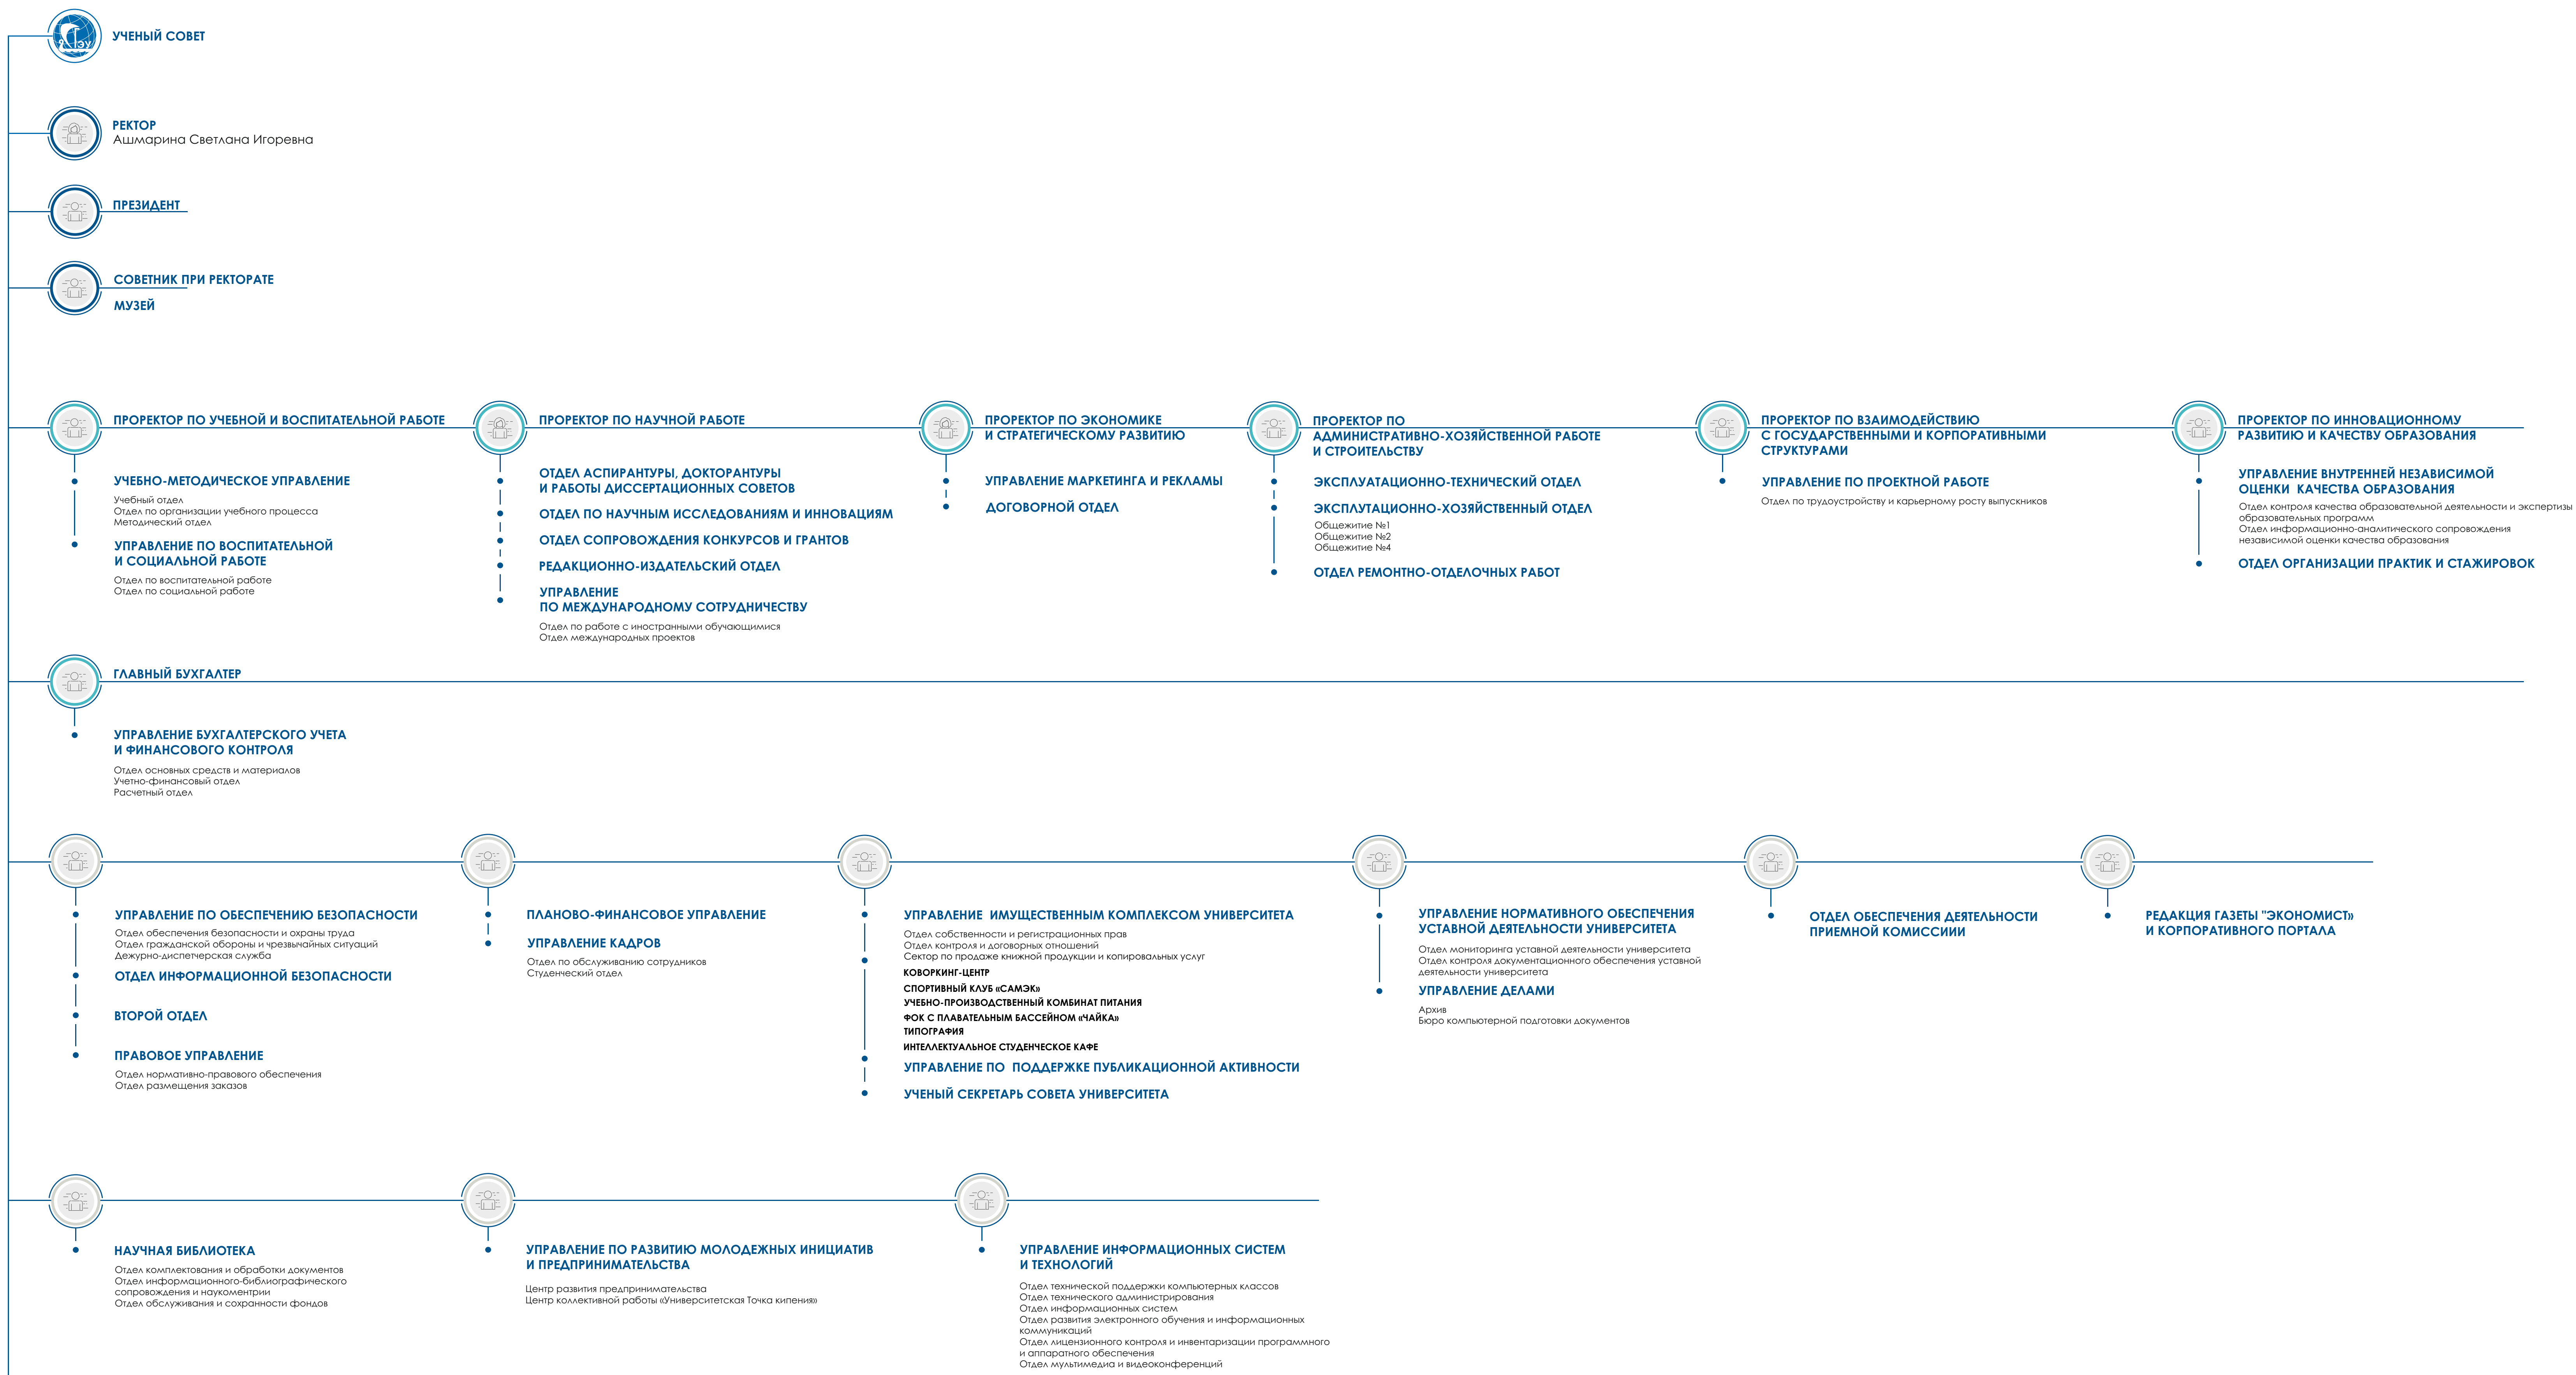 ЭУ
УЧЕНЫЙ СОВЕТ
РЕКТОР
Ашмарина Светлана Игоревна
ПРЕЗИДЕНТ
СОВЕТНИК ПРИ РЕКТОРАТЕ
МУЗЕЙ
ПРОРЕКТОР ПО УЧЕБНОЙ И ВОСПИТАТЕЛЬНОЙ РАБОТЕ
УЧЕБНО-МЕТОДИЧЕСКОЕ УПРАВЛЕНИЕ
Учебный отдел
Отдел по организации учебного процесса
Методический отдел
УПРАВЛЕНИЕ ПО ВОСПИТАТЕЛЬНОЙ
И СОЦИАЛЬНОЙ РАБОТЕ
Отдел по воспитательной работе
Отдел по социальной работе
ПРОРЕКТОР ПО НАУЧНОЙ РАБОТЕ
ОТДЕЛ АСПИРАНТУРЫ, ДОКТОРАНТУРЫ
И РАБОТЫ ДИССЕРТАЦИОННЫХ СОВЕТОВ
ОТДЕЛ ПО НАУЧНЫМ ИССЛЕДОВАНИЯМ И ИННОВАЦИЯМ
ОТДЕЛ СОПРОВОЖДЕНИЯ КОНКУРСОВ И ГРАНТОВ
РЕДАКЦИОННО-ИЗДАТЕЛЬСКИЙ ОТДЕЛ
УПРАВЛЕНИЕ
ПО МЕЖДУНАРОДНОМУ СОТРУДНИЧЕСТВУ
Отдел по работе с иностранными обучающимися
Отдел международных проектов
ПРОРЕКТОР ПО ЭКОНОМИКЕ
И СТРАТЕГИЧЕСКОМУ РАЗВИТИЮ
УПРАВЛЕНИЕ МАРКЕТИНГА И РЕКЛАМЫ
ДОГОВОРНОЙ ОТДЕЛ
ПРОРЕКТОР ПО
АДМИНИСТРАТИВНО-ХОЗЯЙСТВЕННОЙ РАБОТЕ
И СТРОИТЕЛЬСТВУ
ЭКСПЛУАТАЦИОННО-ТЕХНИЧЕСКИЙ ОТДЕЛ
ЭКСПЛУТАЦИОННО-ХОЗЯЙСТВЕННЫЙ ОТДЕЛ
Общежитие №1
Общежитие №2
Общежитие №4
ОТДЕЛ РЕМОНТНО-ОТДЕЛОЧНЫХ РАБОТ
ПРОРЕКТОР ПО ВЗАИМОДЕЙСТВИЮ
С ГОСУДАРСТВЕННЫМИ И КОРПОРАТИВНЫМИ
СТРУКТУРАМИ
УПРАВЛЕНИЕ ПО ПРОЕКТНОЙ РАБОТЕ
Отдел по трудоустройству и карьерному росту выпускников
ПРОРЕКТОР ПО ИННОВАЦИОННОМУ
РАЗВИТИЮ И КАЧЕСТВУ ОБРАЗОВАНИЯ
УПРАВЛЕНИЕ ВНУТРЕННЕЙ НЕЗАВИСИМОЙ
ОЦЕНКИ КАЧЕСТВА ОБРАЗОВАНИЯ
Отдел контроля качества образовательной деятельности и экспертизы
образовательных программ
Отдел информационно-аналитического сопровождения
независимой оценки качества образования
ОТДЕЛ ОРГАНИЗАЦИИ ПРАКТИК И СТАЖИРОВОК
ГЛАВНЫЙ БУХГАЛТЕР
УПРАВЛЕНИЕ БУХГАЛТЕРСКОГО УЧЕТА
И ФИНАНСОВОГО КОНТРОЛЯ
Отдел основных средств и материалов
Учетно-финансовый отдел
Расчетный отдел
УПРАВЛЕНИЕ ПО ОБЕСПЕЧЕНИЮ БЕЗОПАСНОСТИ
Отдел обеспечения безопасности и охраны труда
Отдел гражданской обороны и чрезвычайных ситуаций
Дежурно-диспетчерская служба
ОТДЕЛ ИНФОРМАЦИОННОЙ БЕЗОПАСНОСТИ
ВТОРОЙ ОТДЕЛ
ПРАВОВОЕ УПРАВЛЕНИЕ
Отдел нормативно-правового обеспечения
Отдел размещения заказов
ПЛАНОВО-ФИНАНСОВОЕ УПРАВЛЕНИЕ
УПРАВЛЕНИЕ КАДРОВ
Отдел по обслуживанию сотрудников
Студенческий отдел
УПРАВЛЕНИЕ ИМУЩЕСТВЕННЫМ КОМПЛЕКСОМ УНИВЕРСИТЕТА
Отдел собственности и регистрационных прав
Отдел контроля и договорных отношений
Сектор по продаже книжной продукции и копировальных услуг
КОВОРКИНГ-ЦЕНТР
СПОРТИВНЫЙ КЛУБ «САМЭК»
УЧЕБНО-ПРОИЗВОДСТВЕННЫЙ КОМБИНАТ ПИТАНИЯ
ФОК С ПЛАВАТЕЛЬНЫМ БАССЕЙНОМ «ЧАЙКА»
ТИПОГРАФИЯ
ИНТЕЛЛЕКТУАЛЬНОЕ СТУДЕНЧЕСКОЕ КАФЕ
УПРАВЛЕНИЕ ПО ПОДДЕРЖКЕ ПУБЛИКАЦИОННОЙ АКТИВНОСТИ
УЧЕНЫЙ СЕКРЕТАРЬ СОВЕТА УНИВЕРСИТЕТА
УПРАВЛЕНИЕ НОРМАТИВНОГО ОБЕСПЕЧЕНИЯ
УСТАВНОЙ ДЕЯТЕЛЬНОСТИ УНИВЕРСИТЕТА
Отдел мониторинга уставной деятельности университета
Отдел контроля документационного обеспечения уставной
деятельности университета
УПРАВЛЕНИЕ ДЕЛАМИ
Архив
Бюро компьютерной подготовки документов
ОТДЕЛ ОБЕСПЕЧЕНИЯ ДЕЯТЕЛЬНОСТИ
ПРИЕМНОЙ КОМИССИИИ
РЕДАКЦИЯ ГАЗЕТЫ "ЭКОНОМИСТ»
И КОРПОРАТИВНОГО ПОРТАЛА
НАУЧНАЯ БИБЛИОТЕКА
Отдел комплектования и обработки документов
Отдел информационного-библиографического
сопровождения и наукоментрии
Отдел обслуживания и сохранности фондов
УПРАВЛЕНИЕ ПО РАЗВИТИЮ МОЛОДЕЖНЫХ ИНИЦИАТИВ
И ПРЕДПРИНИМАТЕЛЬСТВА
Центр развития предпринимательства
Центр коллективной работы «Университетская Точка кипения»
УПРАВЛЕНИЕ ИНФОРМАЦИОННЫХ СИСТЕМ
И ТЕХНОЛОГИЙ
Отдел технической поддержки компьютерных классов
Отдел технического администрирования
Отдел информационных систем
Отдел развития электронного обучения и информационных
коммуникаций
Отдел лицензионного контроля и инвентаризации программного
и аппаратного обеспечения
Отдел мультимедиа и видеоконференций